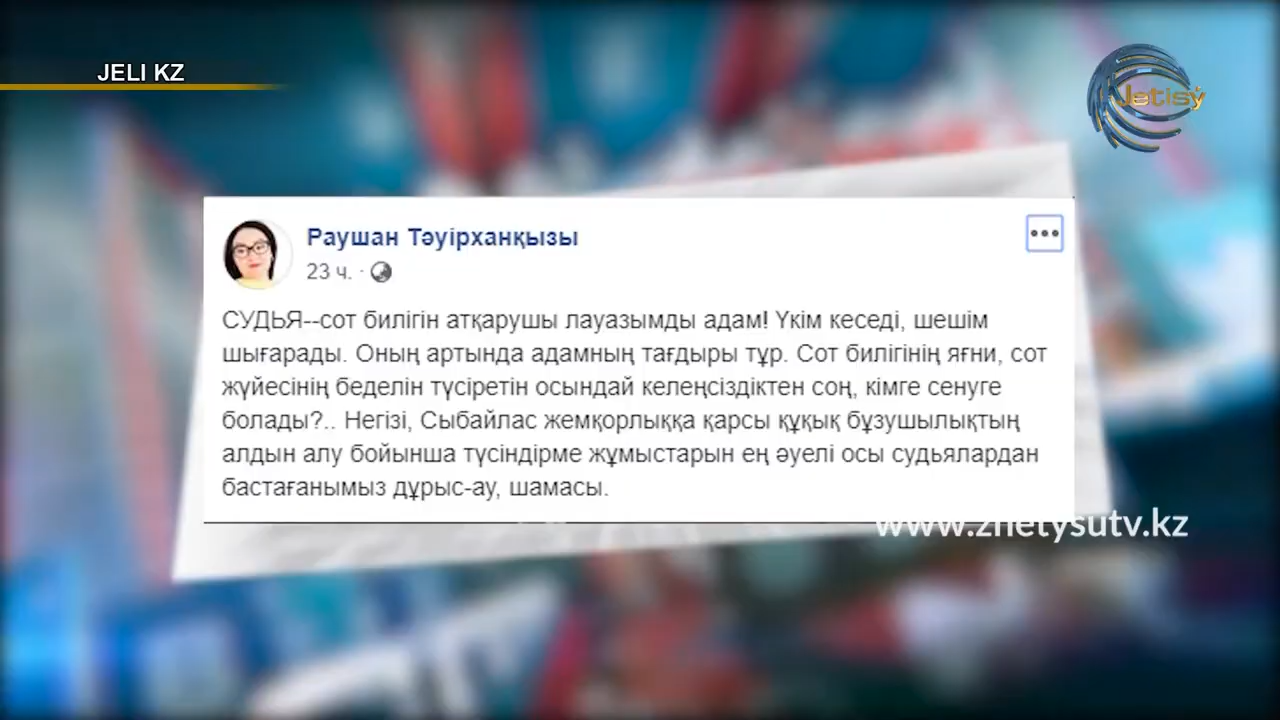 JELI KZ
Jetisý
Раушан Тәуірханқызы
23 ч. ·
СУДЬЯ--сот билігін атқарушы лауазымды адам! Үкім кеседі, шешім
шығарады. Оның артында адамның тағдыры тұр. Сот билігінің яғни, сот
жүйесінің беделін түсіретін осындай келеңсіздіктен соң, кімге сенуге
болады?.. Негізі, Сыбайлас жемқорлыққа қарсы құқық бұзушылықтың
алдын алу бойынша түсіндірме жұмыстарын ең әуелі осы судьялардан
бастағанымыз дұрыс-ау, шамасы.
www.zhetysutv.kz